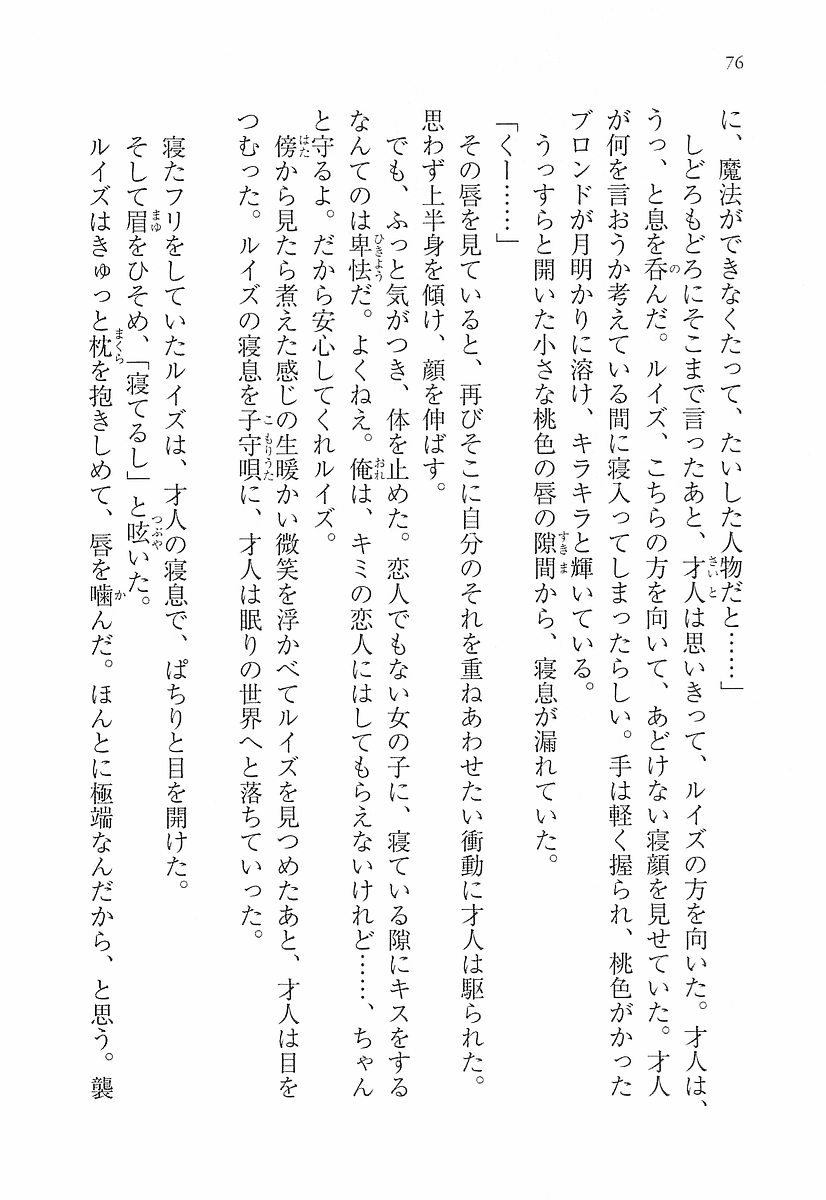 76
に、魔法ができなくたって、たいした人物だと……」
しどろもどろにそこまで言ったあと、才人は思いきって、ルイズの方を向いた。才人は、
うっ、と息を呑んだ。ルイズ、こちらの方を向いて、あどけない寝顔を見せていた。才人
が何を言おうか考えている間に寝入ってしまったらしい。手は軽く握られ、桃色がかった
ブロンドが月明かりに溶け、キラキラと輝いている。
うっすらと開いた小さな桃色の唇の隙間から、寝息が漏れていた。
「くー……」
その唇を見ていると、再びそこに自分のそれを重ねあわせたい衝動に才人は駆られた。
思わず上半身を傾け、顔を伸ばす。
でも、ふっと気がつき、体を止めた。恋人でもない女の子に、寝ている隙にキスをする
なんてのは卑怯だ。よくねえ。俺は、キミの恋人にはしてもらえないけれど……、ちゃん
と守るよ。だから安心してくれルイズ。
傍から見たら煮えた感じの生暖かい微笑を浮かべてルイズを見つめたあと、才人は目を
つむった。ルイズの寝息を子守唄に、才人は眠りの世界へと落ちていった。
寝たフリをしていたルイズは、才人の寝息で、ぱちりと目を開けた。
そして眉をひそめ、「寝てるし」と呟いた。
ルイズはきゅっと枕を抱きしめて、唇を噛んだ。ほんとに極端なんだから、と思う。襲